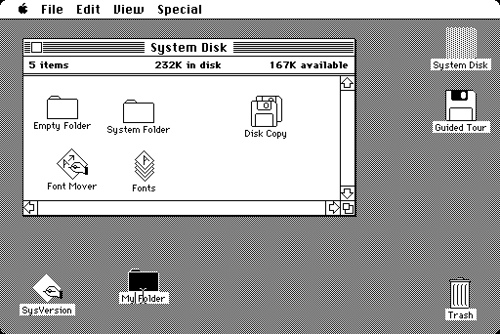 File Edit View Special
System Disk
5 items 232K in disk 167K available
Empty Folder
System Folder
Disk Copy
Font Mover
Fonts
System Disk
Guided Tour
SysVersion
My Folder
Trash